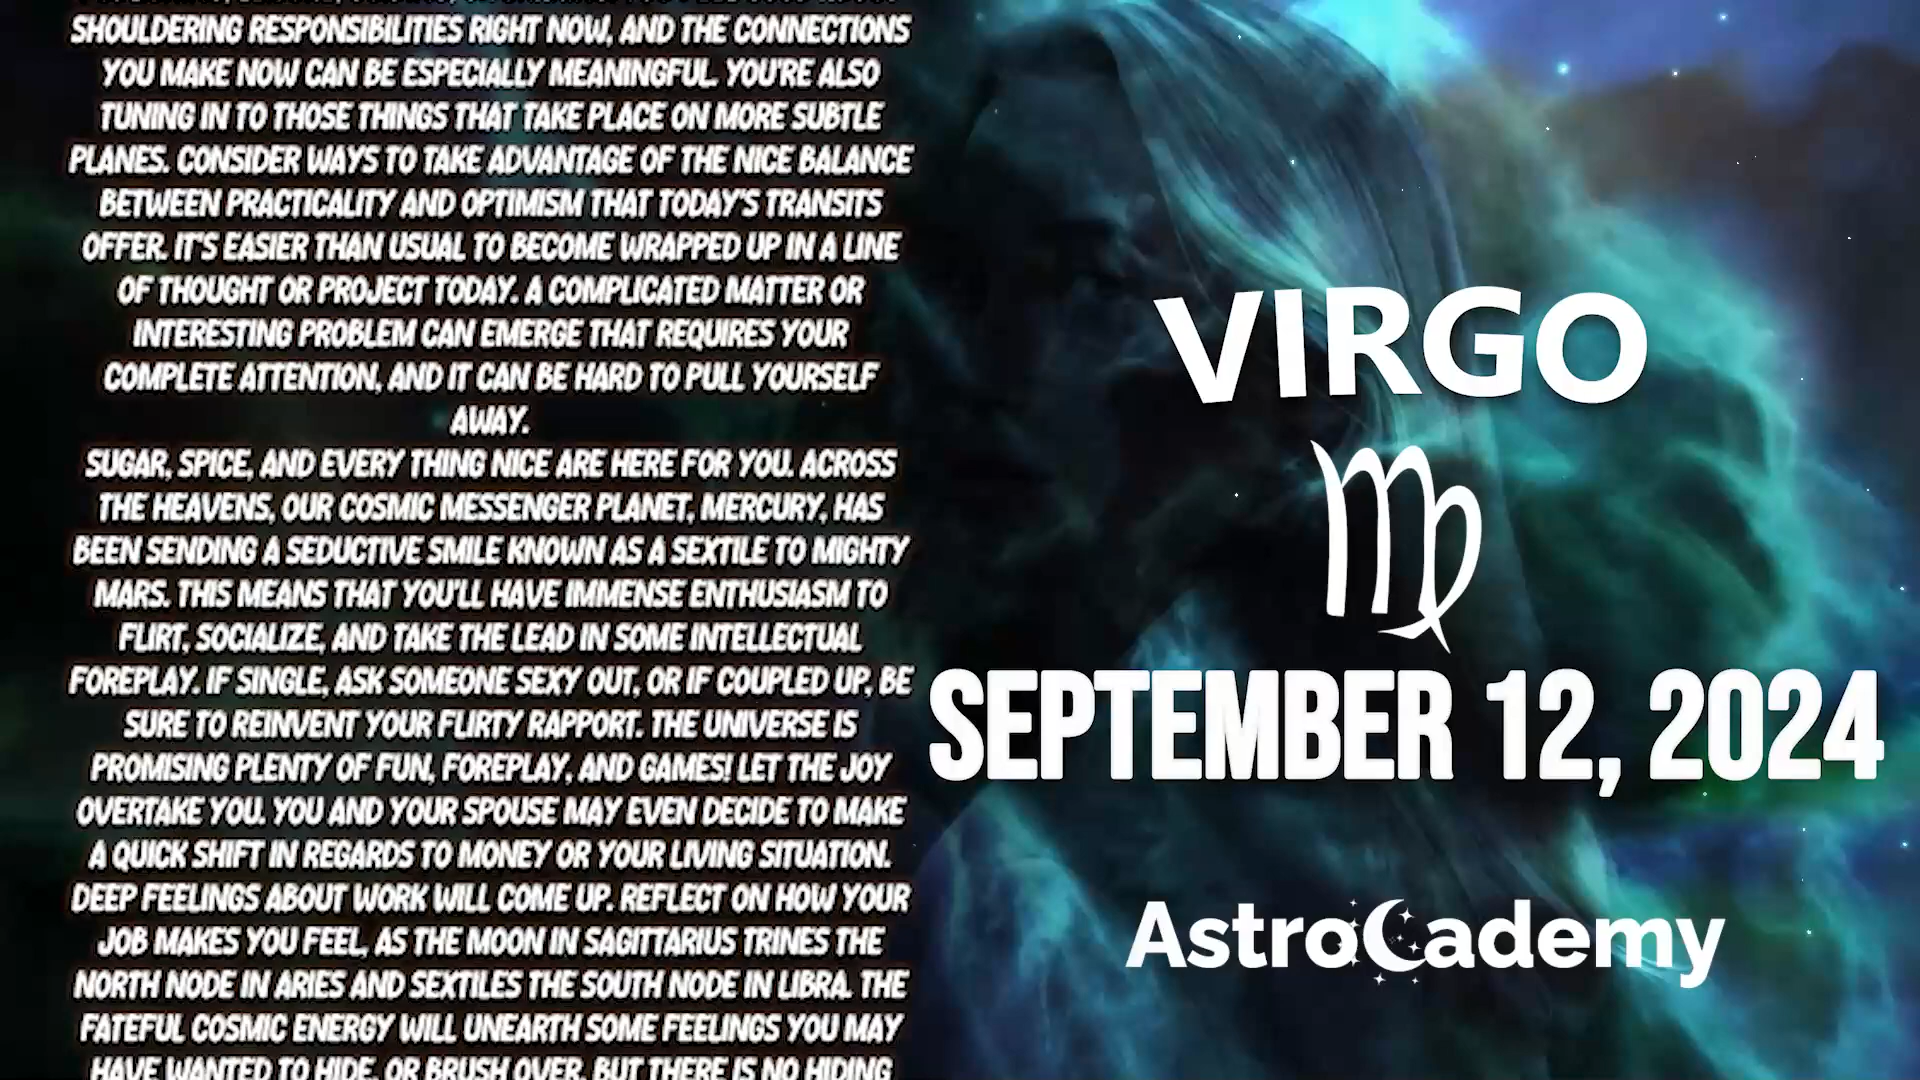 SHOULDERING RESPONSIBILITIES RIGHT NOW, AND THE CONNECTIONS
YOU MAKE NOW CAN BE ESPECIALLY MEANINGFUL. YOU'RE ALSO
TUNING IN TO THOSE THINGS THAT TAKE PLACE ON MORE SUBTLE
PLANES. CONSIDER WAYS TO TAKE ADVANTAGE OF THE NICE BALANCE
BETWEEN PRACTICALITY AND OPTIMISM THAT TODAY'S TRANSITS
OFFER. IT'S EASIER THAN USUAL TO BECOME WRAPPED UP IN A LINE
OF THOUGHT OR PROJECT TODAY. A COMPLICATED MATTER OR
INTERESTING PROBLEM CAN EMERGE THAT REQUIRES YOUR
COMPLETE ATTENTION, AND IT CAN BE HARD TO PULL YOURSELF
AWAY.
SUGAR, SPICE, AND EVERY THING NICE ARE HERE FOR YOU. ACROSS
THE HEAVENS, OUR COSMIC MESSENGER PLANET, MERCURY, HAS
BEEN SENDING A SEDUCTIVE SMILE KNOWN AS A SEXTILE TO MIGHTY
MARS. THIS MEANS THAT YOU'LL HAVE IMMENSE ENTHUSIASM TO
FLIRT, SOCIALIZE, AND TAKE THE LEAD IN SOME INTELLECTUAL
FOREPLAY. IF SINGLE, ASK SOMEONE SEXY OUT, OR IF COUPLED UP, BE
SURE TO REINVENT YOUR FLIRTY RAPPORT. THE UNIVERSE IS
PROMISING PLENTY OF FUN, FOREPLAY, AND GAMES! LET THE JOY
OVERTAKE YOU. YOU AND YOUR SPOUSE MAY EVEN DECIDE TO MAKE
A QUICK SHIFT IN REGARDS TO MONEY OR YOUR LIVING SITUATION.
DEEP FEELINGS ABOUT WORK WILL COME UP. REFLECT ON HOW YOUR
JOB MAKES YOU FEEL, AS THE MOON IN SAGITTARIUS TRINES THE
NORTH NODE IN ARIES AND SEXTILES THE SOUTH NODE IN LIBRA. THE
FATEFUL COSMIC ENERGY WILL UNEARTH SOME FEELINGS YOU MAY
HAVE WANTED TO HIDE, OR BRUSH OVER, BUT THERE IS NO HIDING
VIRGO
♍
SEPTEMBER 12, 2024
AstroCademy